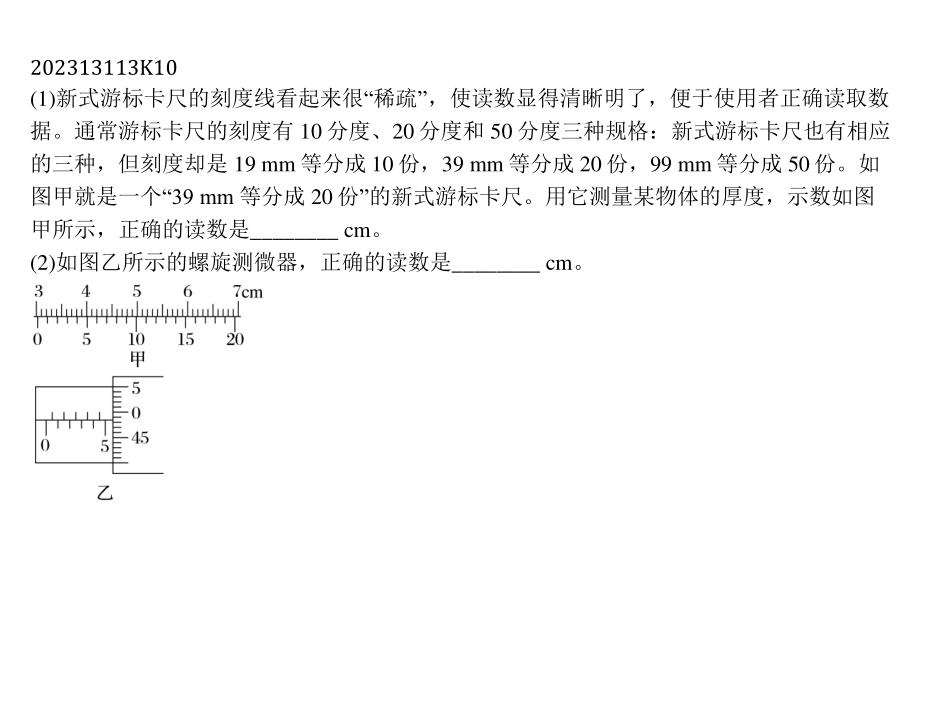 202313113K10
(1)新式游标卡尺的刻度线看起来很“稀疏”，使读数显得清晰明了，便于使用者正确读取数
据。通常游标卡尺的刻度有 10 分度、20 分度和 50 分度三种规格：新式游标卡尺也有相应
的三种，但刻度却是 19 mm 等分成 10 份，39 mm 等分成 20 份，99 mm 等分成 50 份。如
图甲就是一个“39 mm 等分成 20 份”的新式游标卡尺。用它测量某物体的厚度，示数如图
甲所示，正确的读数是________ cm。
(2)如图乙所示的螺旋测微器，正确的读数是________ cm。
3 4 5 6 7cm
0 5 10 15 20
甲
5
0
45
0 5
乙